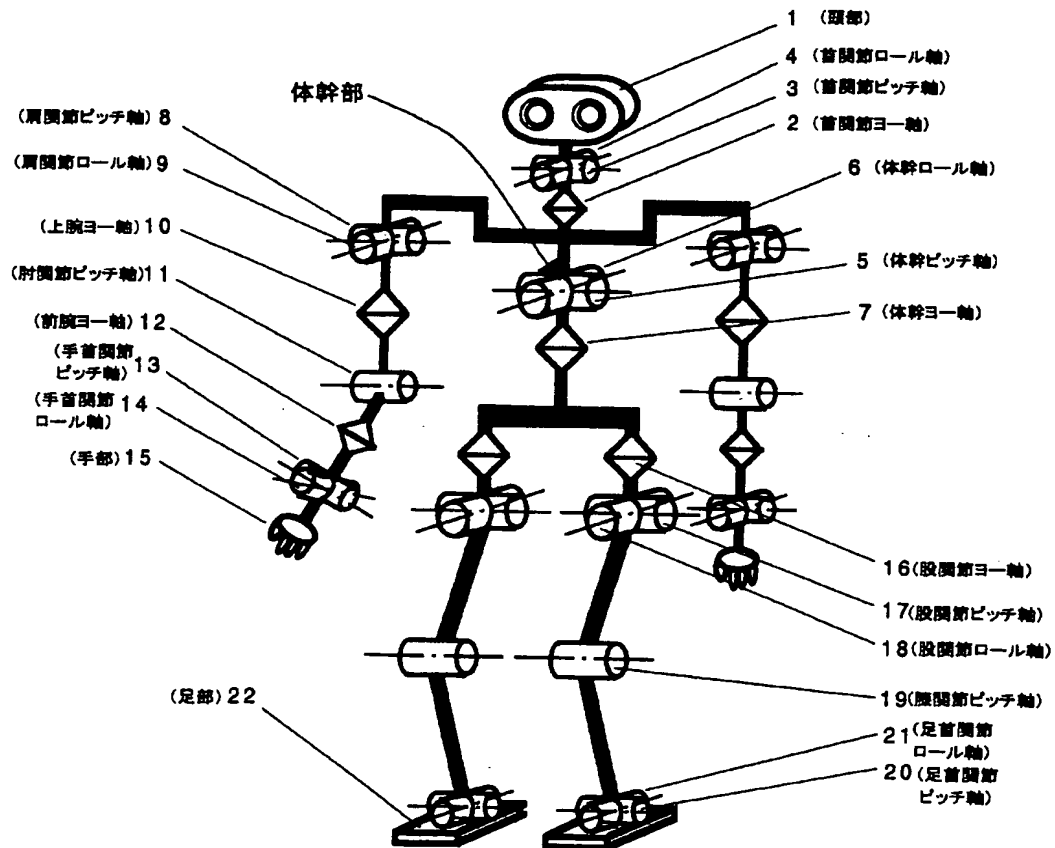 1 (頭部)
4 (首関節ロール軸)
3 (首関節ピッチ軸)
2 (首関節ヨー軸)
6 (体幹ロール軸)
5 (体幹ピッチ軸)
7 (体幹ヨー軸)
体幹部
(肩関節ピッチ軸) 8
(肩関節ロール軸) 9
(上腕ヨー軸) 10
(肘関節ピッチ軸) 11
(前腕ヨー軸) 12
(手首関節
ピッチ軸) 13
(手首関節
ロール軸) 14
(手部) 15
16 (股関節ヨー軸)
17 (股関節ピッチ軸)
18 (股関節ロール軸)
19 (膝関節ピッチ軸)
21 (足首関節
ロール軸)
20 (足首関節
ピッチ軸)
(足部) 22